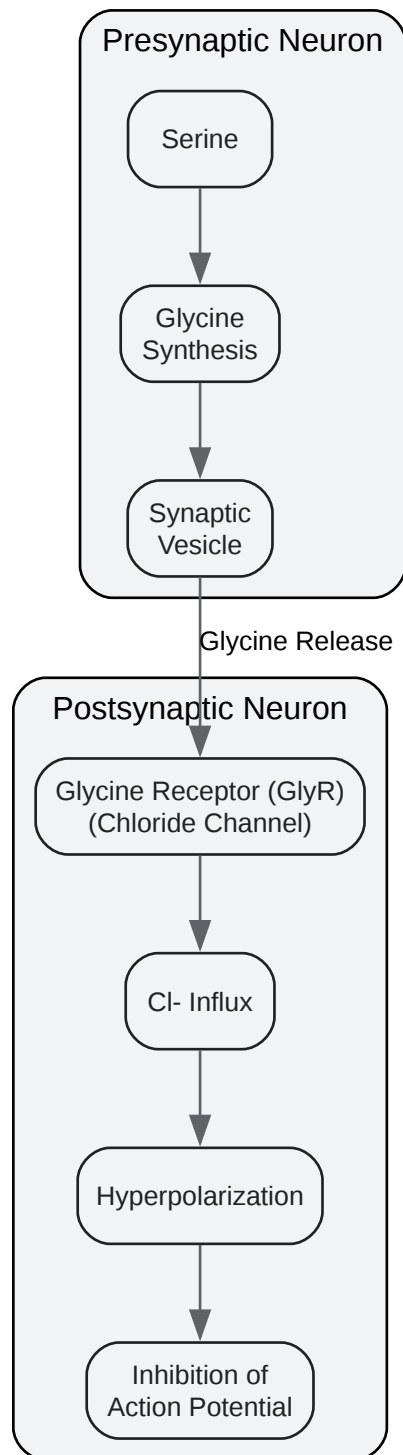 Presynaptic Neuron
Serine
Glycine
Synthesis
Synaptic
Vesicle
Glycine Release
Postsynaptic Neuron
Glycine Receptor (GlyR)
(Chloride Channel)
Cl- Influx
Hyperpolarization
Inhibition of
Action Potential